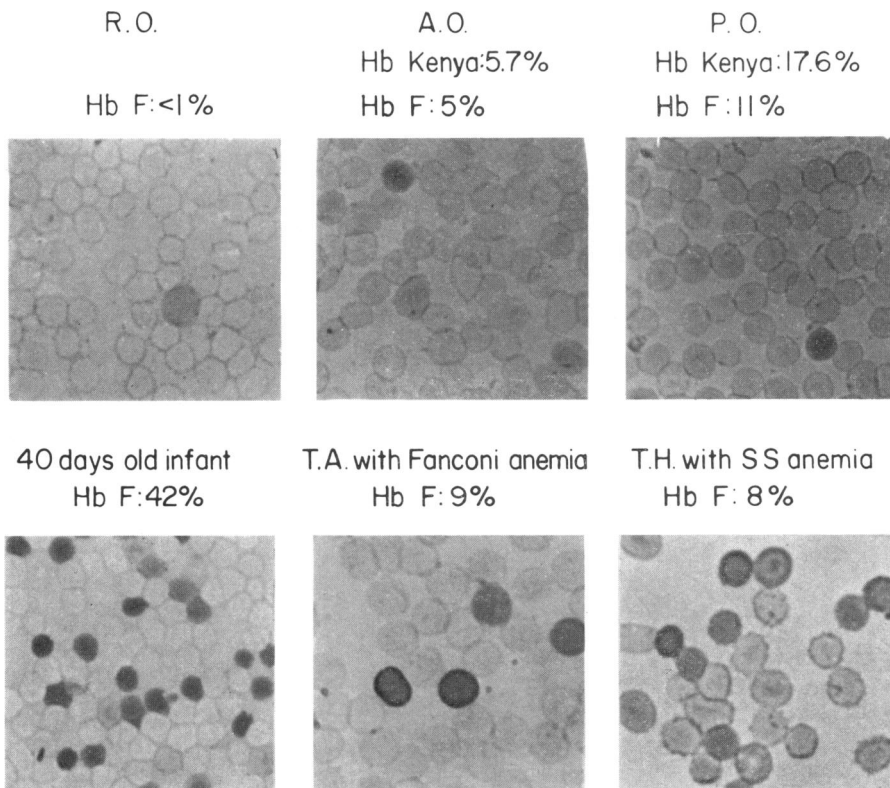 R.O.
A.O.
P.O.
Hb Kenya:5.7%
Hb Kenya:17.6%
Hb F:<1%
Hb F:5%
Hb F:11%
40 days old infant
T.A. with Fanconi anemia
T.H. with SS anemia
Hb F:42%
Hb F:9%
Hb F: 8%